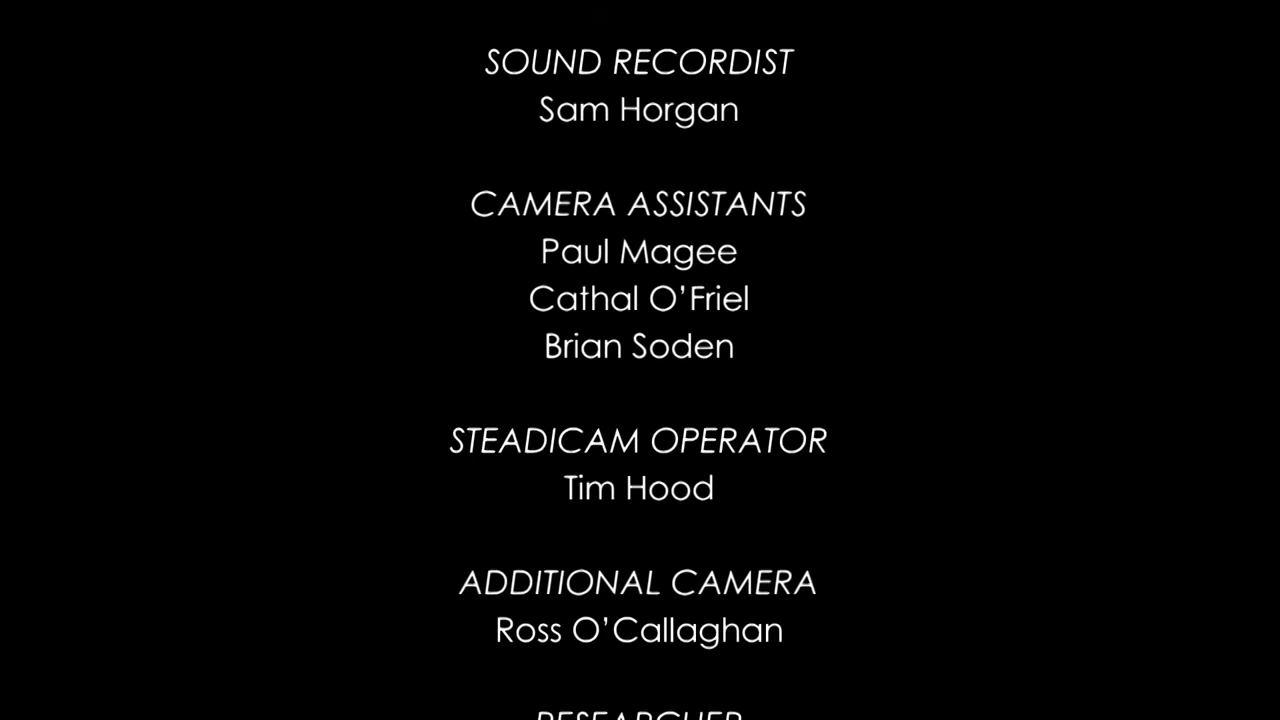 SOUND RECORDIST
Sam Horgan
CAMERA ASSISTANTS
Paul Magee
Cathal O’Friel
Brian Soden
STEADICAM OPERATOR
Tim Hood
ADDITIONAL CAMERA
Ross O’Callaghan
RESEARCHER